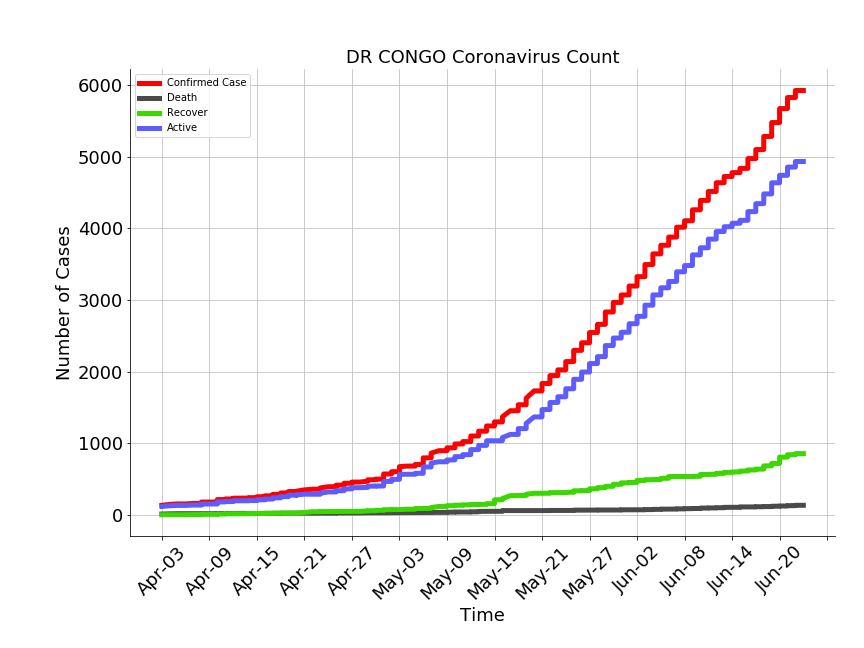 DR CONGO Coronavirus Count
Confirmed Case
Death
Recover
Active
Number of Cases
6000
5000
4000
3000
2000
1000
0
Apr-03
Apr-09
Apr-15
Apr-21
Apr-27
May-03
May-09
May-15
May-21
May-27
Jun-02
Jun-08
Jun-14
Jun-20
Time